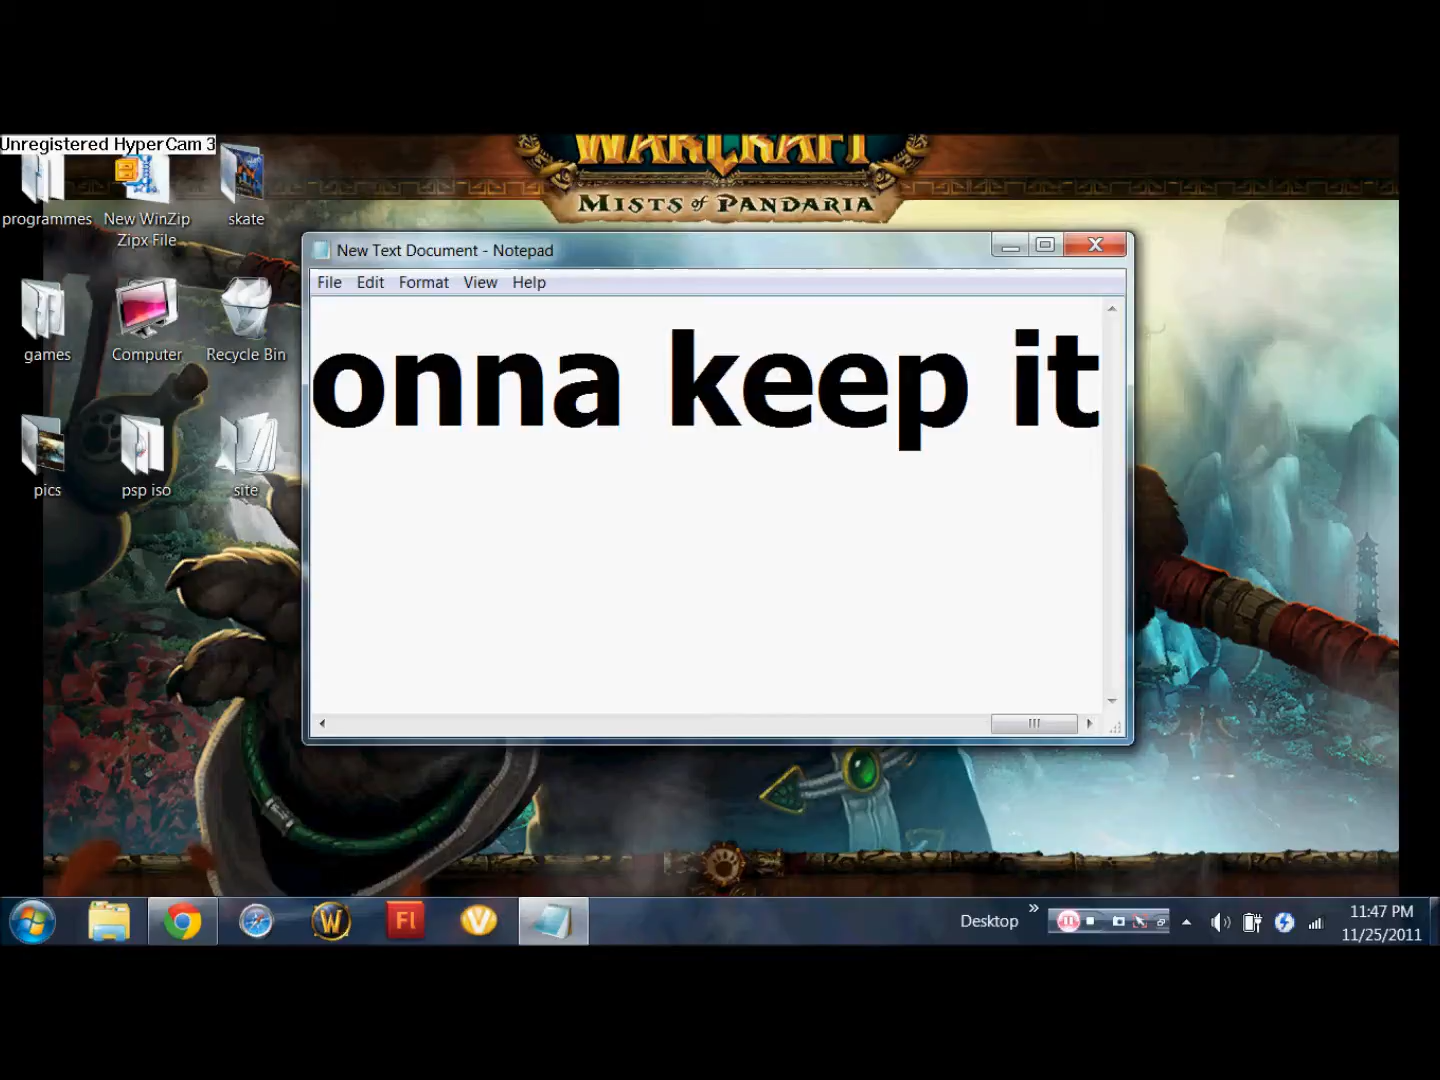 WARCRAFT
MISTS of PANDARIA
Unregistered HyperCam 3
programmes
New WinZip
Zipx File
skate
games
Computer
Recycle Bin
pics
psp iso
site
New Text Document - Notepad
File Edit Format View Help
onna keep it
W
Fl
V
Desktop
»
11:47 PM
11/25/2011